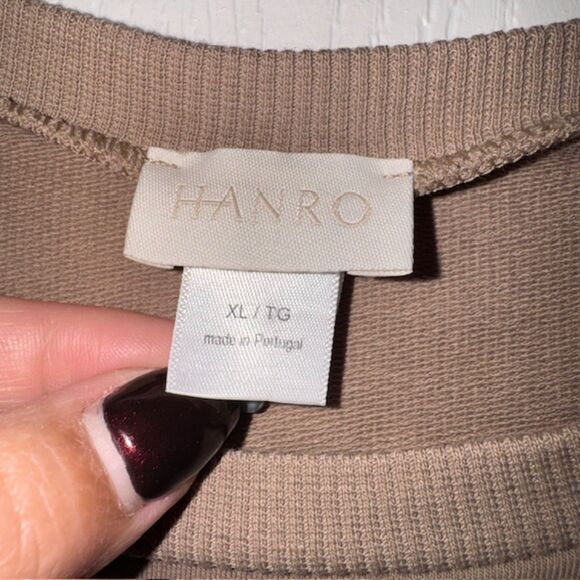 HANRO
XL / TG
made in Portugal